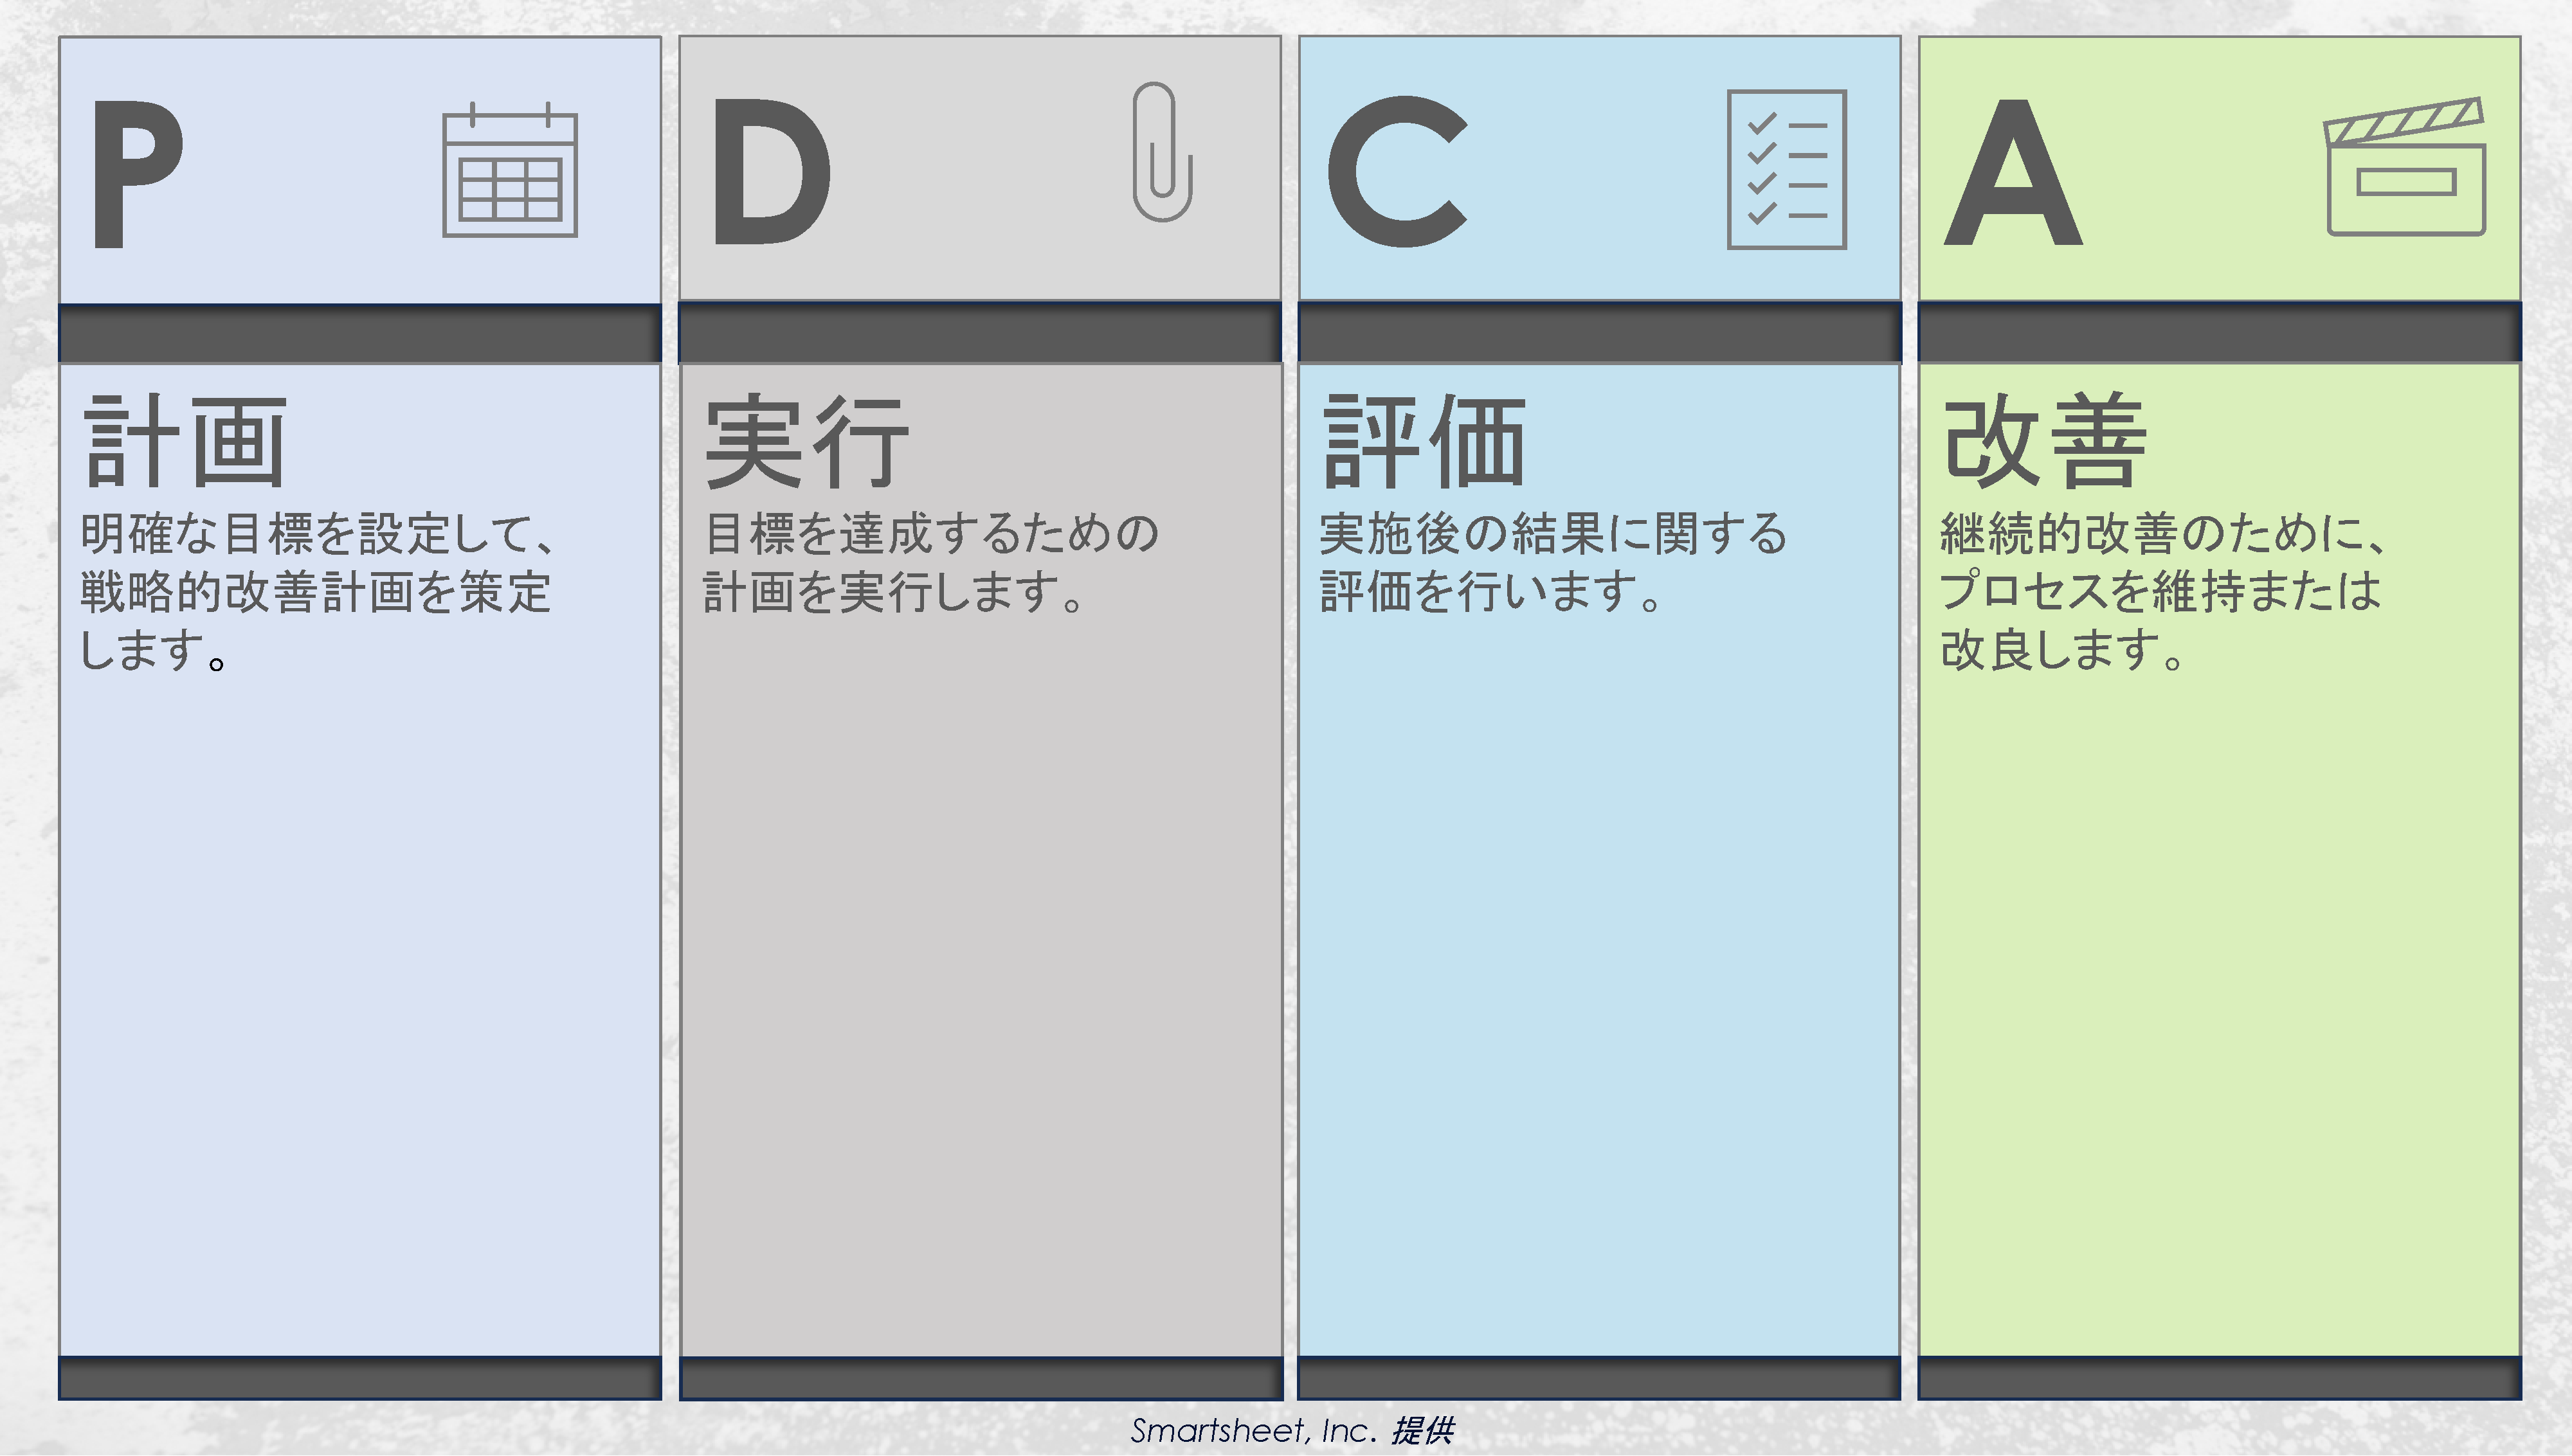 P
計画
明確な目標を設定して、
戦略的改善計画を策定
します。
D
実行
目標を達成するための
計画を実行します。
C
評価
実施後の結果に関する
評価を行います。
A
改善
継続的改善のために、
プロセスを維持または
改良します。
Smartsheet, Inc. 提供